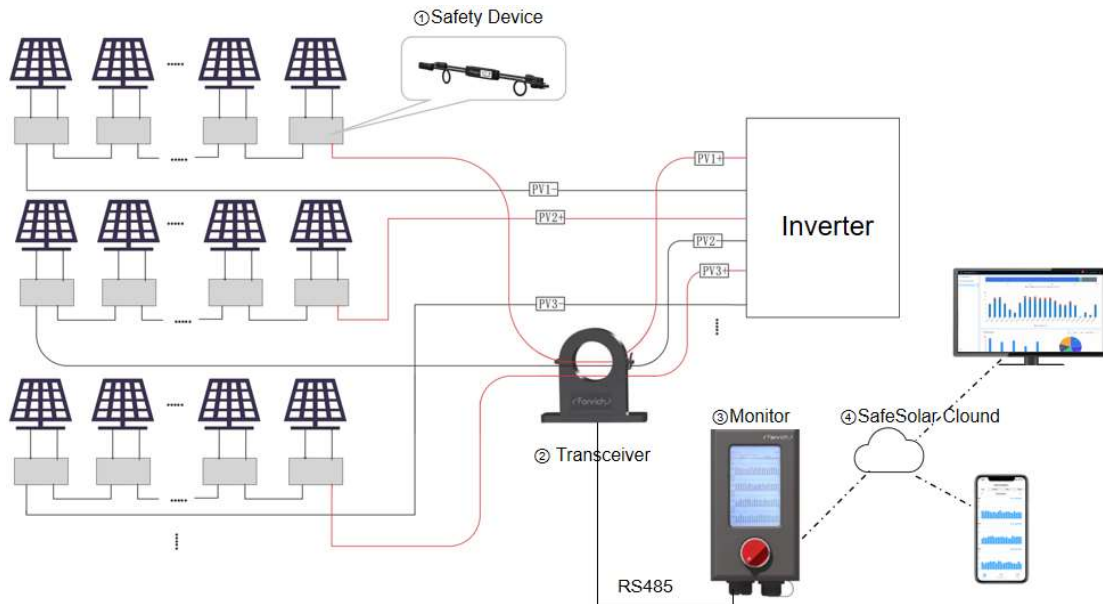 ①Safety Device
PV1+
PV1-
PV2+
Inverter
PV2-
PV3+
PV3-
③Monitor
④SafeSolar Clound
② Transceiver
RS485